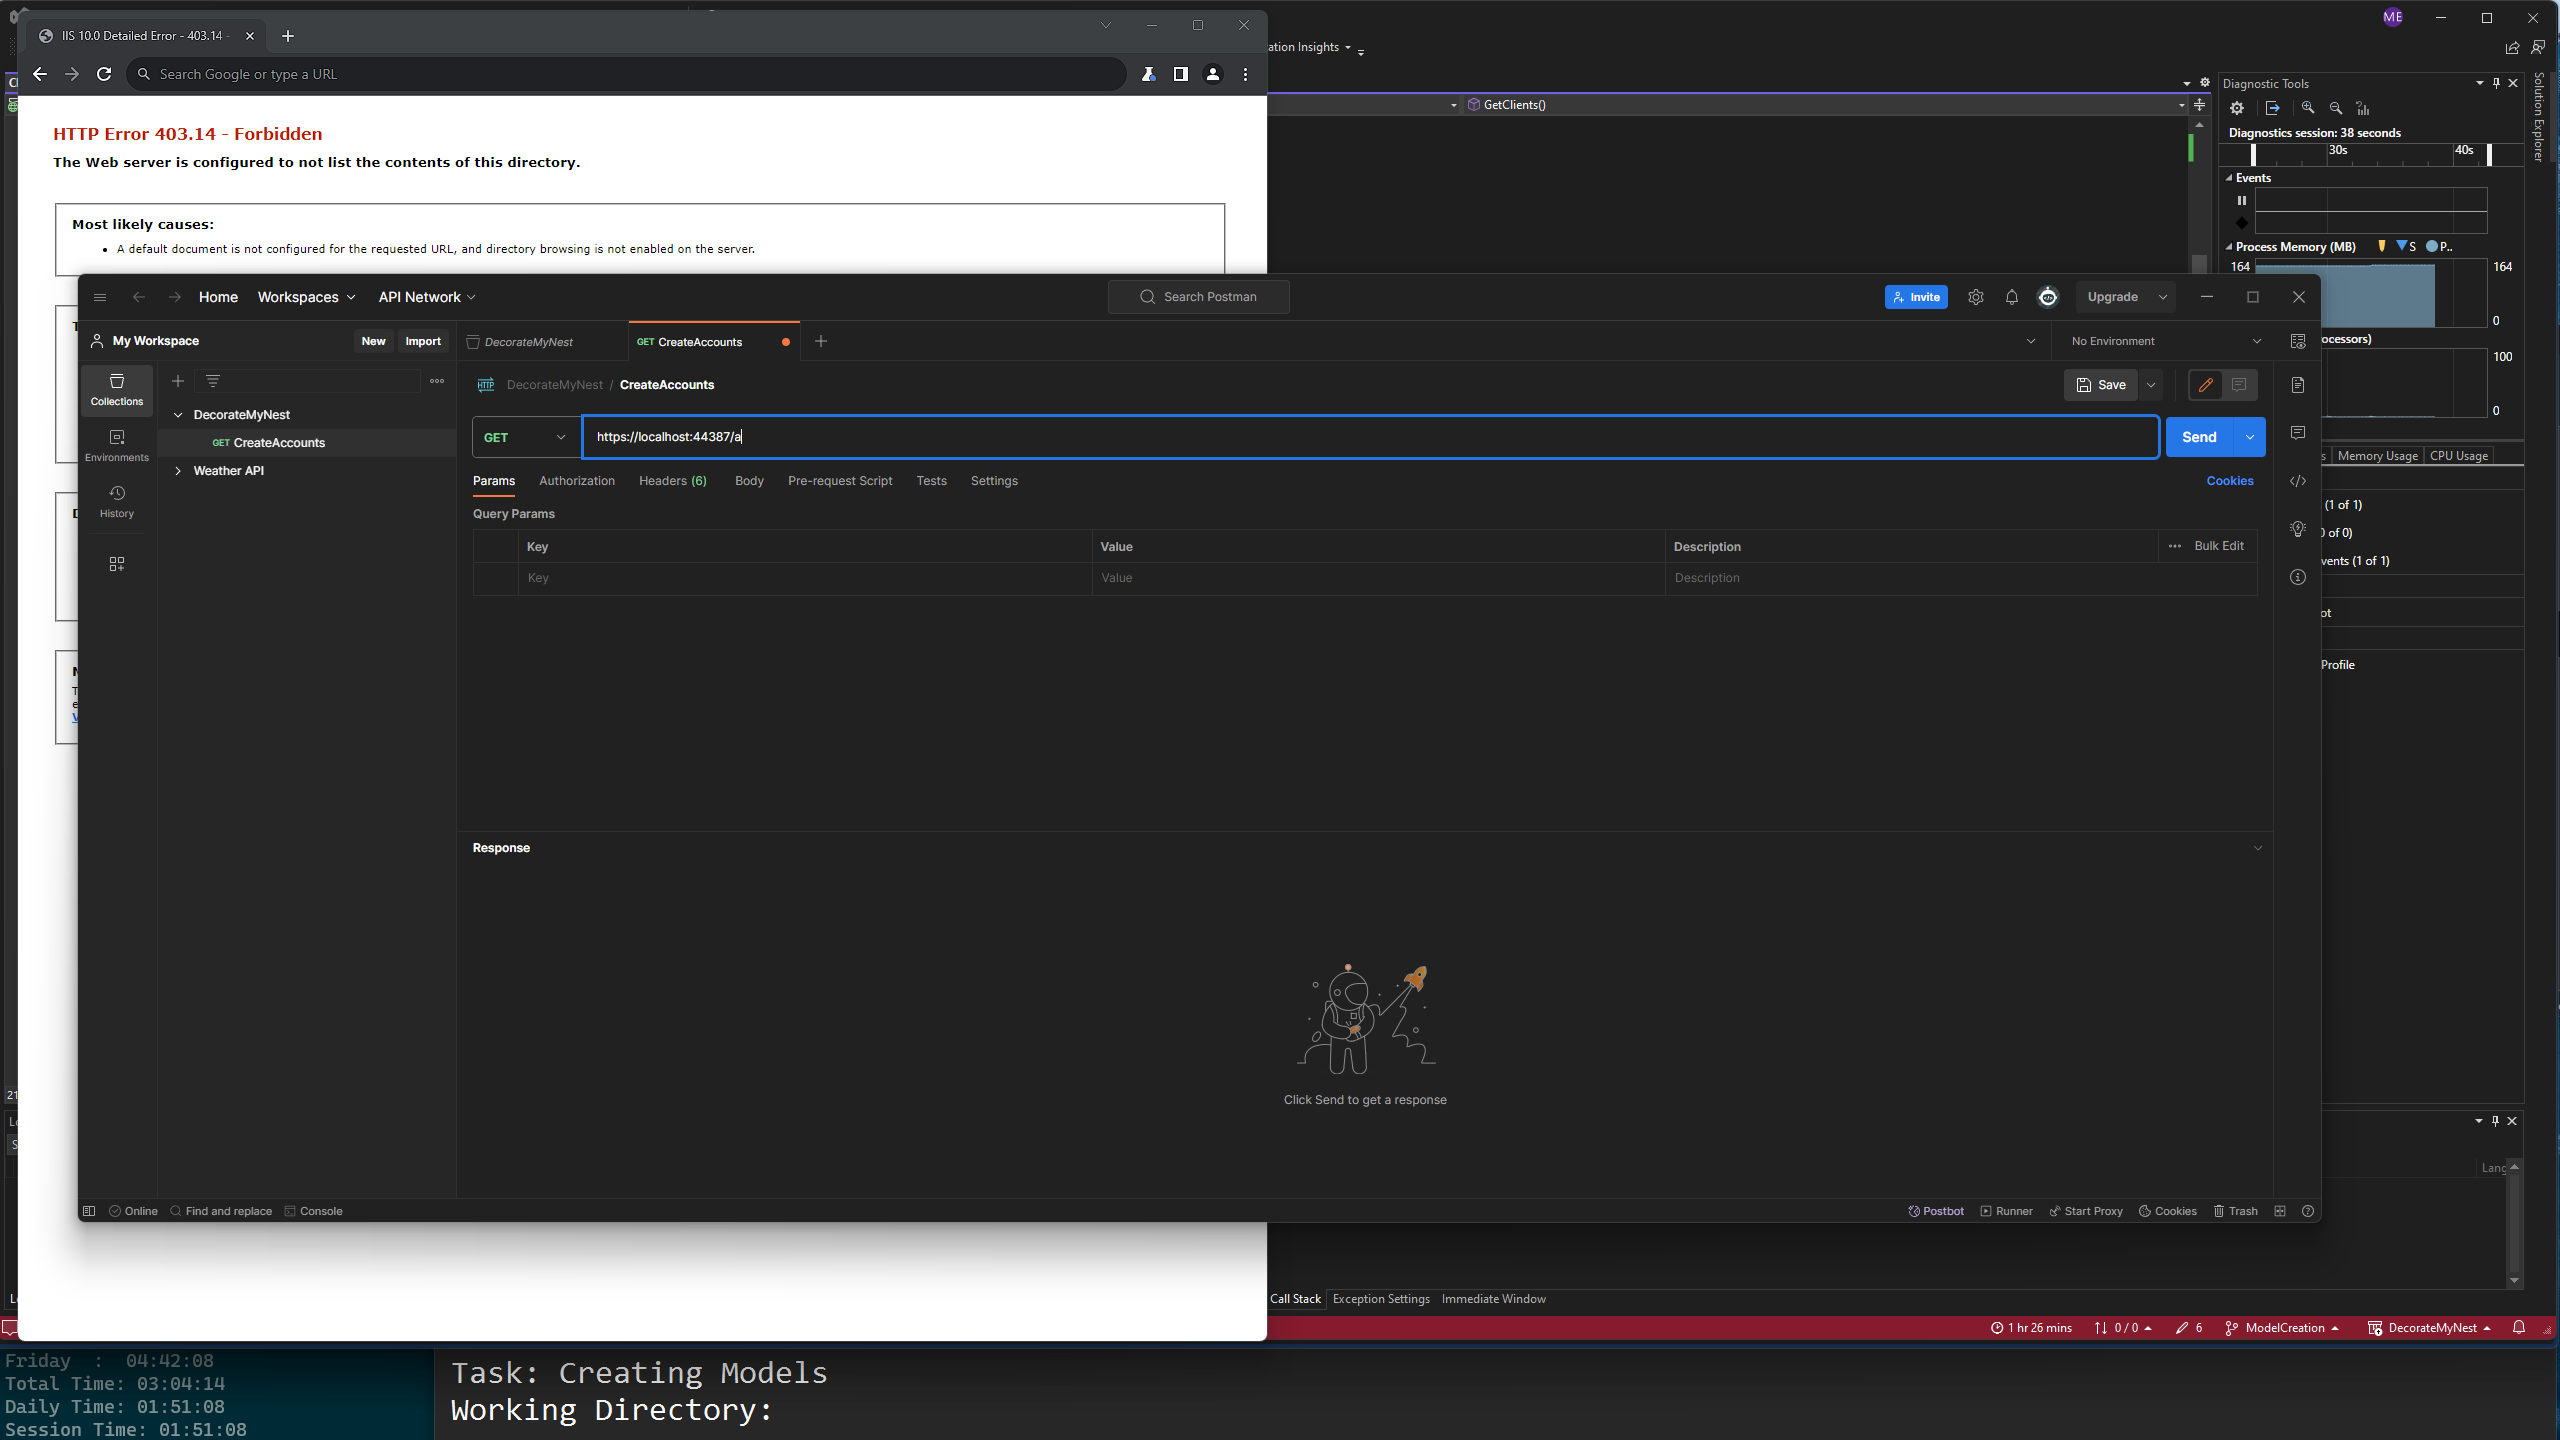 ME
IIS 10.0 Detailed Error - 403.14 -
ation Insights
Search Google or type a URL
Diagnostic Tools
Solution Explorer
GetClients()
HTTP Error 403.14 - Forbidden
The Web server is configured to not list the contents of this directory.
Diagnostics session: 38 seconds
30s
40s
Events
Most likely causes:
A default document is not configured for the requested URL, and directory browsing is not enabled on the server.
Process Memory (MB)
S
P..
164
164
0
ocessors)
100
0
Home
Workspaces
API Network
Search Postman
Invite
Upgrade
My Workspace
New
Import
DecorateMyNest
GET CreateAccounts
No Environment
Collections
DecorateMyNest / CreateAccounts
Save
DecorateMyNest
GET CreateAccounts
Weather API
Environments
History
GET
https://localhost:44387/a
Send
Params
Authorization
Headers (6)
Body
Pre-request Script
Tests
Settings
Cookies
Query Params
Key
Value
Description
Bulk Edit
Key
Value
Description
s
Memory Usage
CPU Usage
(1 of 1)
0 of 0)
vents (1 of 1)
ot
Profile
Response
Click Send to get a response
21
Lang
Online
Find and replace
Console
Postbot
Runner
Start Proxy
Cookies
Trash
Call Stack
Exception Settings
Immediate Window
1 hr 26 mins
0 / 0
6
ModelCreation
DecorateMyNest
Friday : 04:42:08
Total Time: 03:04:14
Daily Time: 01:51:08
Session Time: 01:51:08
Task: Creating Models
Working Directory: